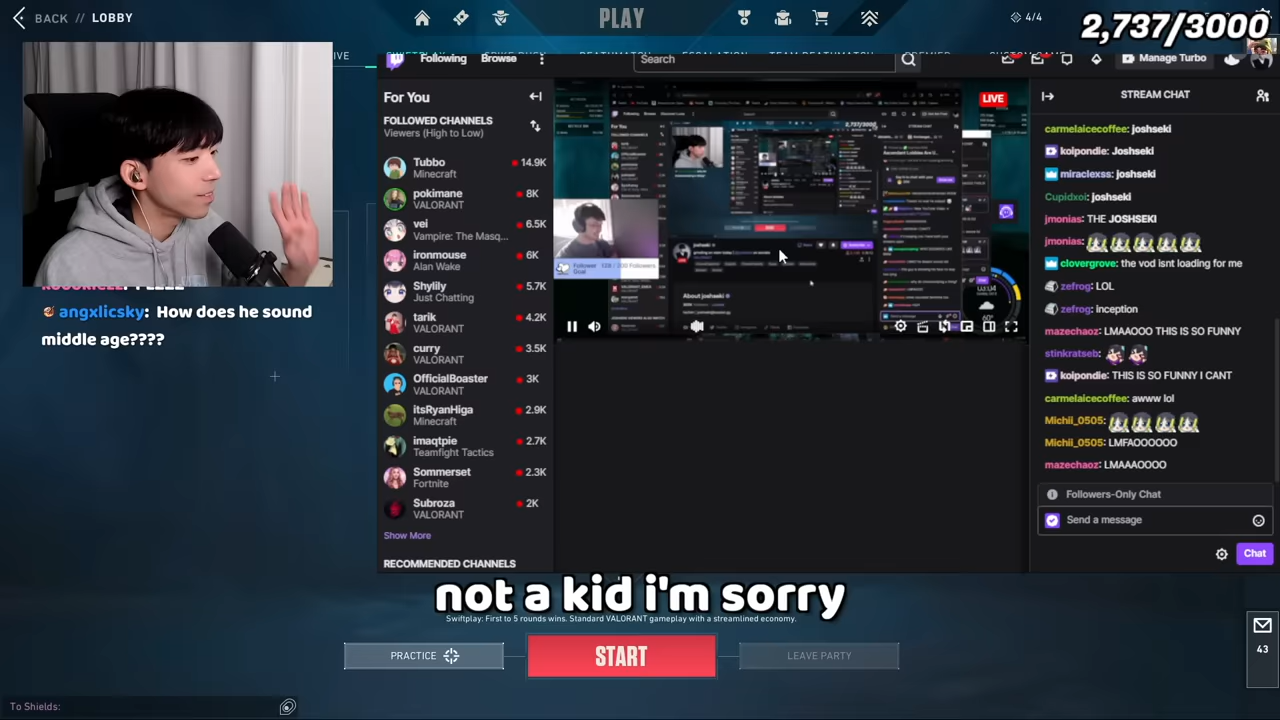 BACK // LOBBY
PLAY
4/4
2,737/3000
Following
Browse
Search
Manage Turbo
For You
FOLLOWED CHANNELS
Viewers (High to Low)
Tubbo
14.9K
Minecraft
pokimane
8K
VALORANT
vei
6.5K
Vampire: The Masq...
ironmouse
6K
Alan Wake
Shylily
5.7K
Just Chatting
tarik
4.2K
VALORANT
curry
3.5K
VALORANT
OfficialBoaster
3K
VALORANT
itsRyanHiga
2.9K
Minecraft
imaqtpie
2.7K
Teamfight Tactics
Sommerset
2.3K
Fortnite
Subroza
2K
VALORANT
Show More
RECOMMENDED CHANNELS
LIVE
STREAM CHAT
carmelaicecoffee: joshseki
koipondie: Joshseki
miraclexss: Joshseki
Cupidxoi: joshseki
jmonias: THE JOSHSEKI
jmonias:
clovergrove: the vod isnt loading for me
zefrog: LOL
zefrog: inception
mazechaoz: LMAAOOO THIS IS SO FUNNY
stinkratseb:
koipondie: THIS IS SO FUNNY I CANT
carmelaicecoffee: awww lol
Michii_0505:
Michii_0505: LMFAOOOOOO
mazechaoz: LMAAAOOOO
Followers-Only Chat
Send a message
Chat
angxlicsky: How does he sound
middle age????
not a kid i'm sorry
Swiftplay: First to 5 rounds wins. Standard VALORANT gameplay with a streamlined economy.
PRACTICE
START
LEAVE PARTY
43
To Shields: